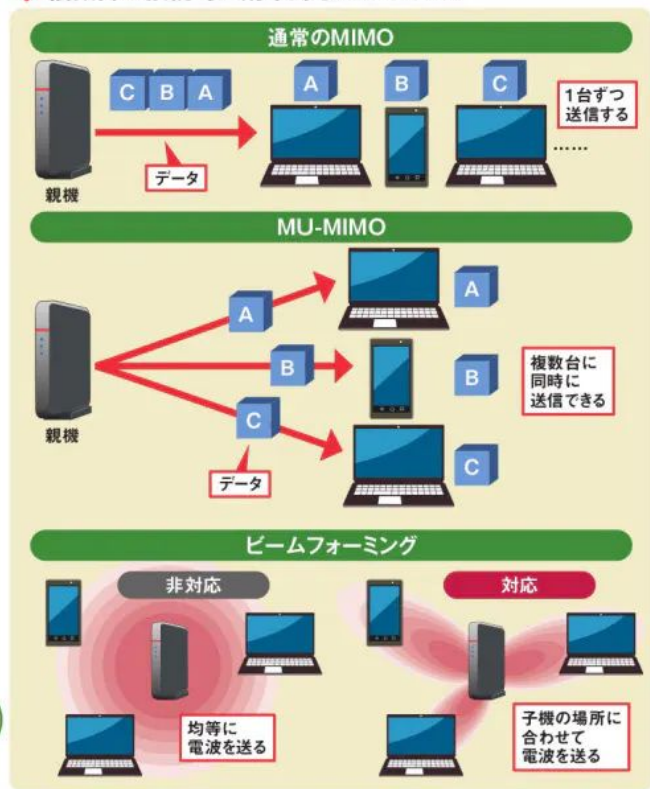 通常のMIMO
C B A
A
B
C
1台ずつ
送信する
……
データ
親機
MU-MIMO
A
A
B
B
複数台に
同時に
送信できる
C
C
親機
データ
ビームフォーミング
非対応
対応
均等に
電波を送る
子機の場所に
合わせて
電波を送る